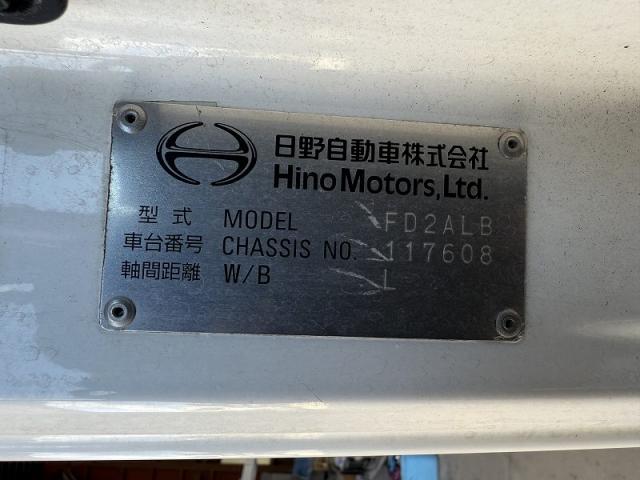 日野自動車株式会社
Hino Motors, Ltd.
型式 MODEL FD2ALB
車台番号 CHASSIS NO. 117608
軸間距離 W/B L